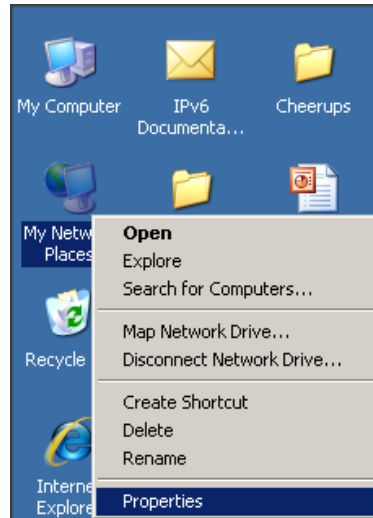 My Computer
IPv6
Documenta...
Cheerups
My Netw
Places
Open
Explore
Search for Computers...
Map Network Drive...
Disconnect Network Drive...
Create Shortcut
Delete
Rename
Properties
Recycle
Interne
Explore